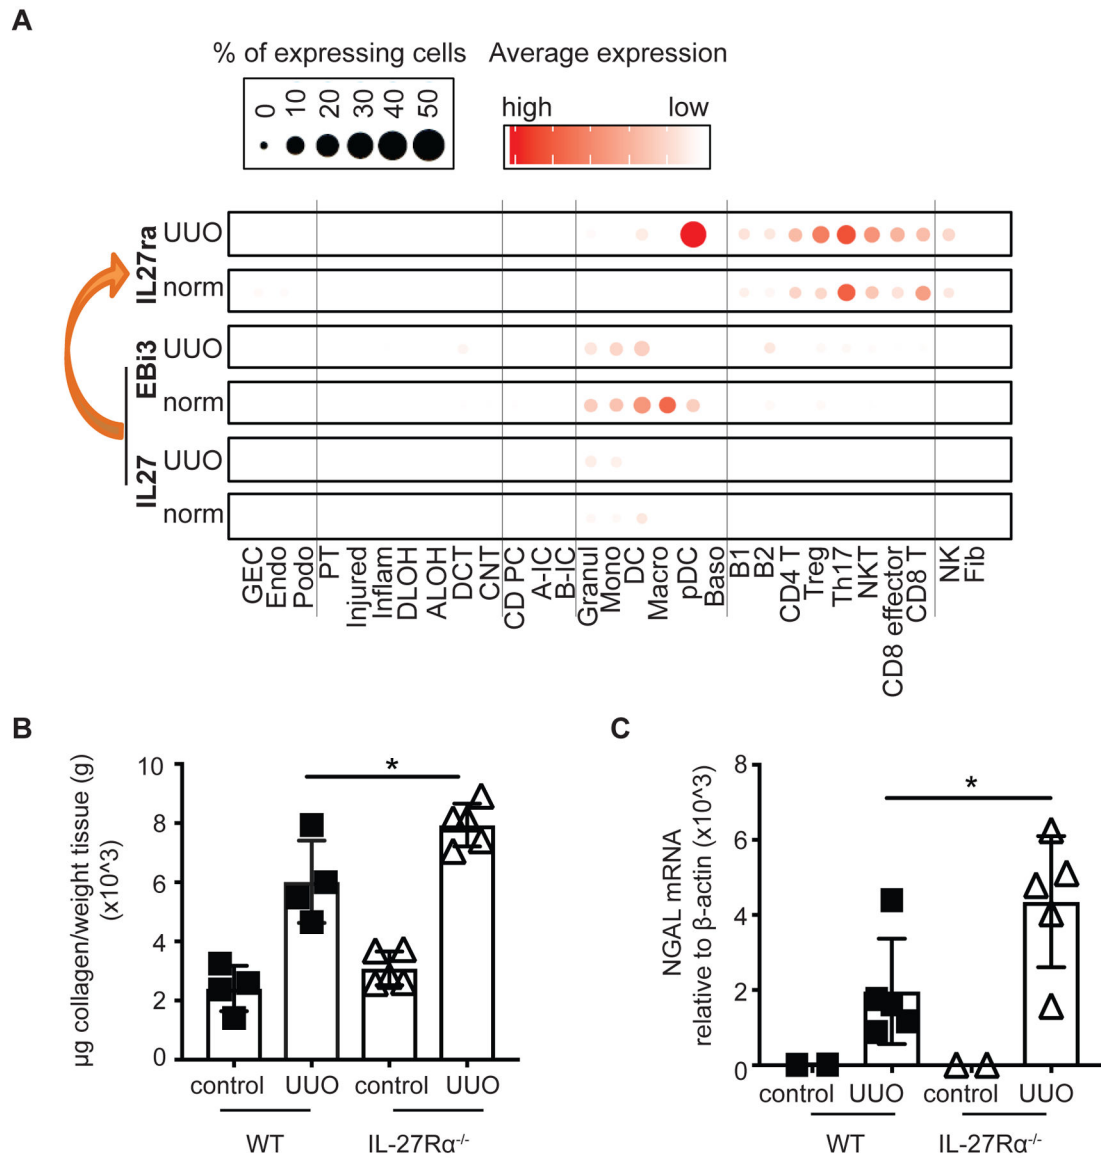 A
% of expressing cells
Average expression
0 10 20 30 40 50
high low
IL27ra
UUO
norm
EBi3
UUO
norm
IL27
UUO
norm
GEC Endo Podo PT Injured Inflam DLOH ALOH DCT CNT CD PC A-IC B-IC Granul Mono DC Macro pDC Baso B1 B2 CD4 T Treg Th17 NKT CD8 effector CD8 T NK Fib
B
µg collagen/weight tissue (g)
(x10^3)
10
8
6
4
2
0
*
control UUO control UUO
WT IL-27Rα-/-
C
NGAL mRNA
relative to β-actin (x10^3)
8
6
4
2
0
*
control UUO control UUO
WT IL-27Rα-/-